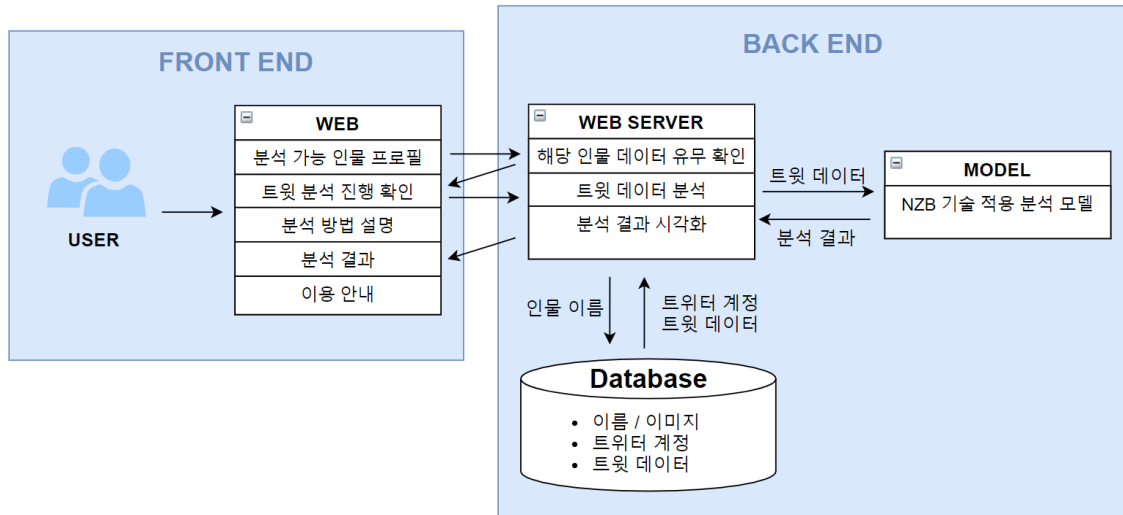 FRONT END
USER
WEB
분석 가능 인물 프로필
트윗 분석 진행 확인
분석 방법 설명
분석 결과
이용 안내
BACK END
WEB SERVER
해당 인물 데이터 유무 확인
트윗 데이터 분석
분석 결과 시각화
트윗 데이터
분석 결과
MODEL
NZB 기술 적용 분석 모델
인물 이름
트위터 계정
트윗 데이터
Database
• 이름 / 이미지
• 트위터 계정
• 트윗 데이터